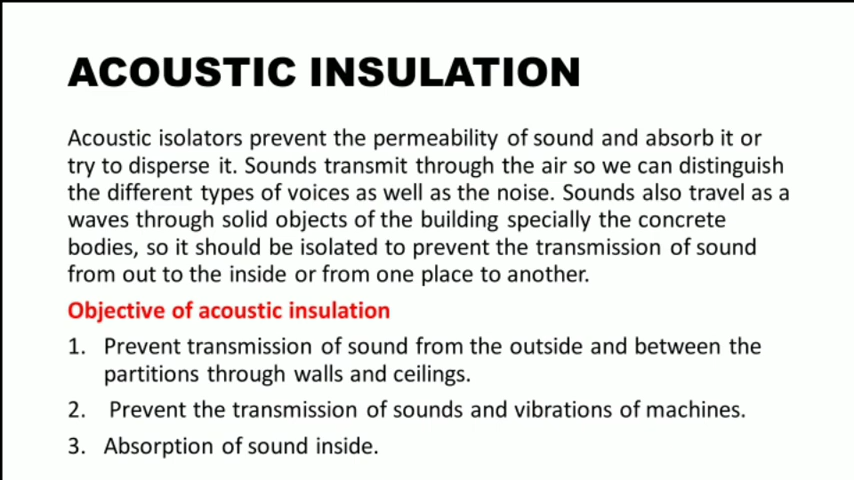 ACOUSTIC INSULATION
Acoustic isolators prevent the permeability of sound and absorb it or
try to disperse it. Sounds transmit through the air so we can distinguish
the different types of voices as well as the noise. Sounds also travel as a
waves through solid objects of the building specially the concrete
bodies, so it should be isolated to prevent the transmission of sound
from out to the inside or from one place to another.
Objective of acoustic insulation
1. Prevent transmission of sound from the outside and between the
partitions through walls and ceilings.
2. Prevent the transmission of sounds and vibrations of machines.
3. Absorption of sound inside.